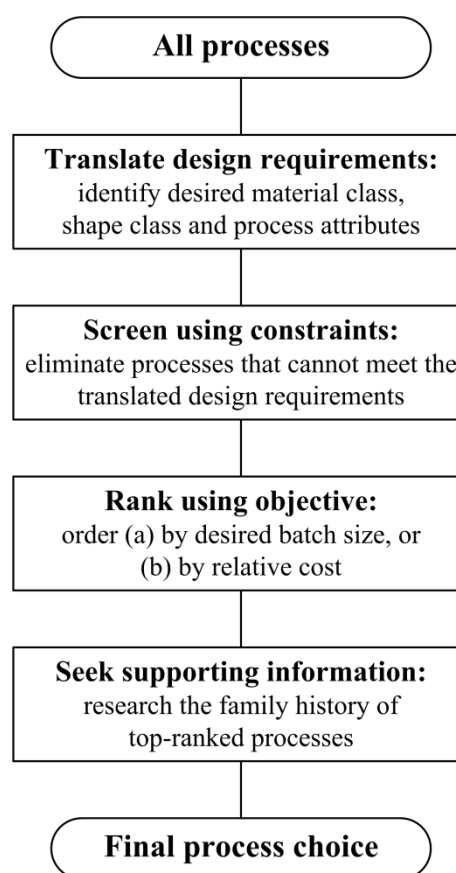 All processes
Translate design requirements:
identify desired material class,
shape class and process attributes
Screen using constraints:
eliminate processes that cannot meet the
translated design requirements
Rank using objective:
order (a) by desired batch size, or
(b) by relative cost
Seek supporting information:
research the family history of
top-ranked processes
Final process choice